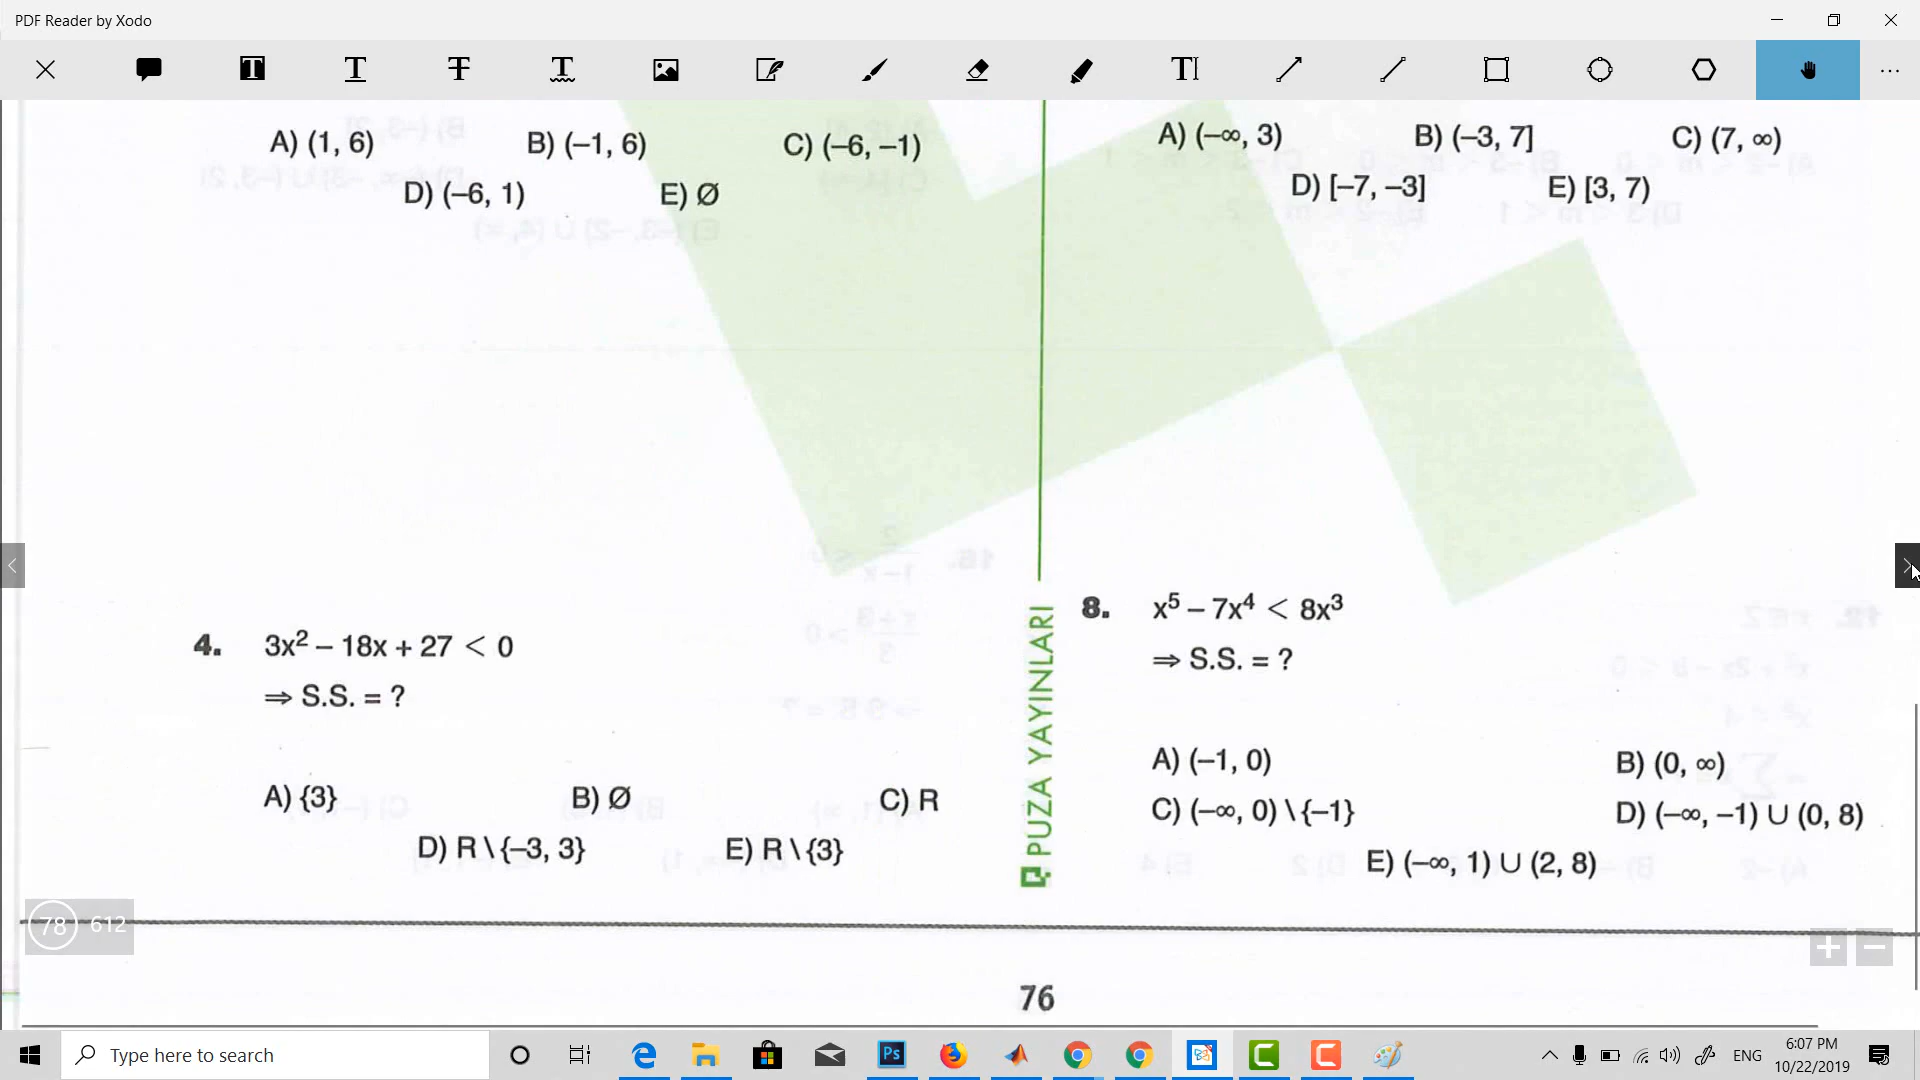 PDF Reader by Xodo
A) (1, 6) B) (–1, 6) C) (–6, –1)
D) (–6, 1) E) Ø
4. 3x² – 18x + 27 < 0
⇒ S.S. = ?
A) {3} B) Ø C) R
D) R \ {–3, 3} E) R \ {3}
PUZA YAYINLARI
A) (–∞, 3) B) (–3, 7] C) (7, ∞)
D) [–7, –3] E) [3, 7)
8. x⁵ – 7x⁴ < 8x³
⇒ S.S. = ?
A) (–1, 0) B) (0, ∞)
C) (–∞, 0) \ {–1} D) (–∞, –1) ∪ (0, 8)
E) (–∞, 1) ∪ (2, 8)
78 612
76
Type here to search
ENG
6:07 PM
10/22/2019